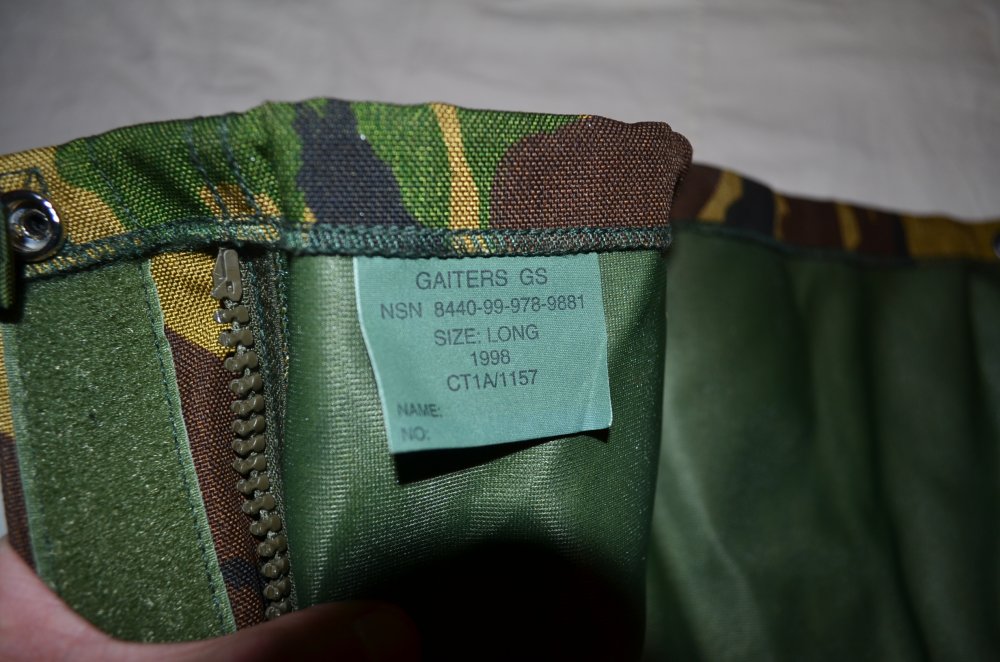 GAITERS GS
NSN 8440-99-978-9881
SIZE: LONG
1998
CT1A/1157
NAME:
NO: